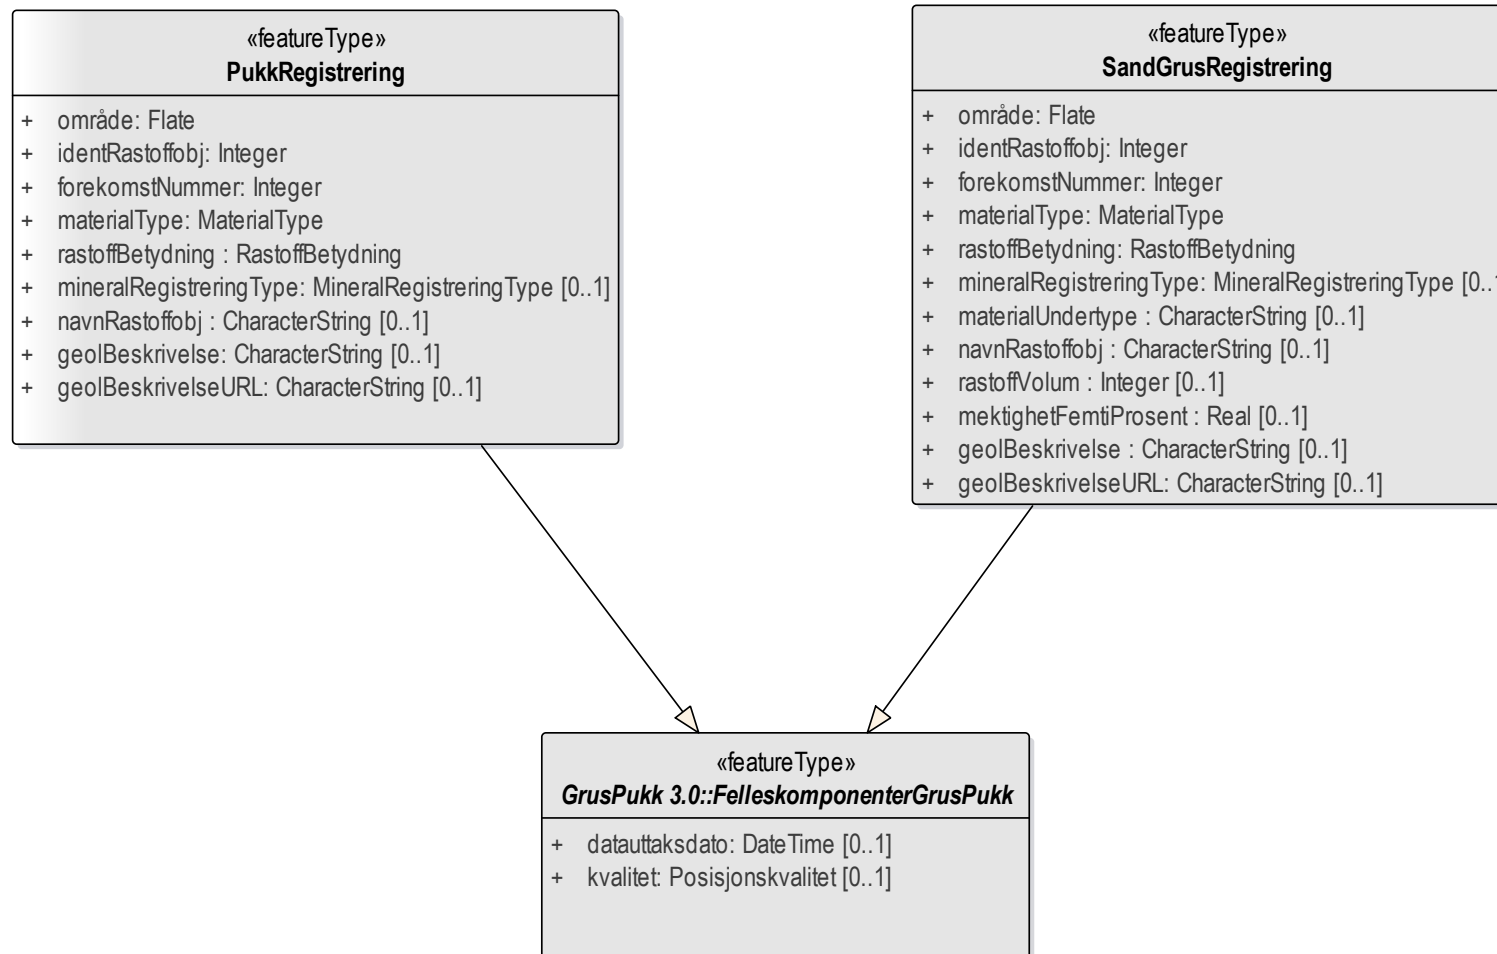 «featureType»
PukkRegistrering
+ område: Flate
+ identRastoffobj: Integer
+ forekomstNummer: Integer
+ materialType: MaterialType
+ rastoffBetydning : RastoffBetydning
+ mineralRegistreringType: MineralRegistreringType [0..1]
+ navnRastoffobj : CharacterString [0..1]
+ geolBeskrivelse: CharacterString [0..1]
+ geolBeskrivelseURL: CharacterString [0..1]
«featureType»
SandGrusRegistrering
+ område: Flate
+ identRastoffobj: Integer
+ forekomstNummer: Integer
+ materialType: MaterialType
+ rastoffBetydning: RastoffBetydning
+ mineralRegistreringType: MineralRegistreringType [0..1
+ materialUndertype : CharacterString [0..1]
+ navnRastoffobj : CharacterString [0..1]
+ rastoffVolum : Integer [0..1]
+ mektighetFemtiProsent : Real [0..1]
+ geolBeskrivelse : CharacterString [0..1]
+ geolBeskrivelseURL: CharacterString [0..1]
«featureType»
GrusPukk 3.0::FelleskomponenterGrusPukk
+ datauttaksdato: DateTime [0..1]
+ kvalitet: Posisjonskvalitet [0..1]